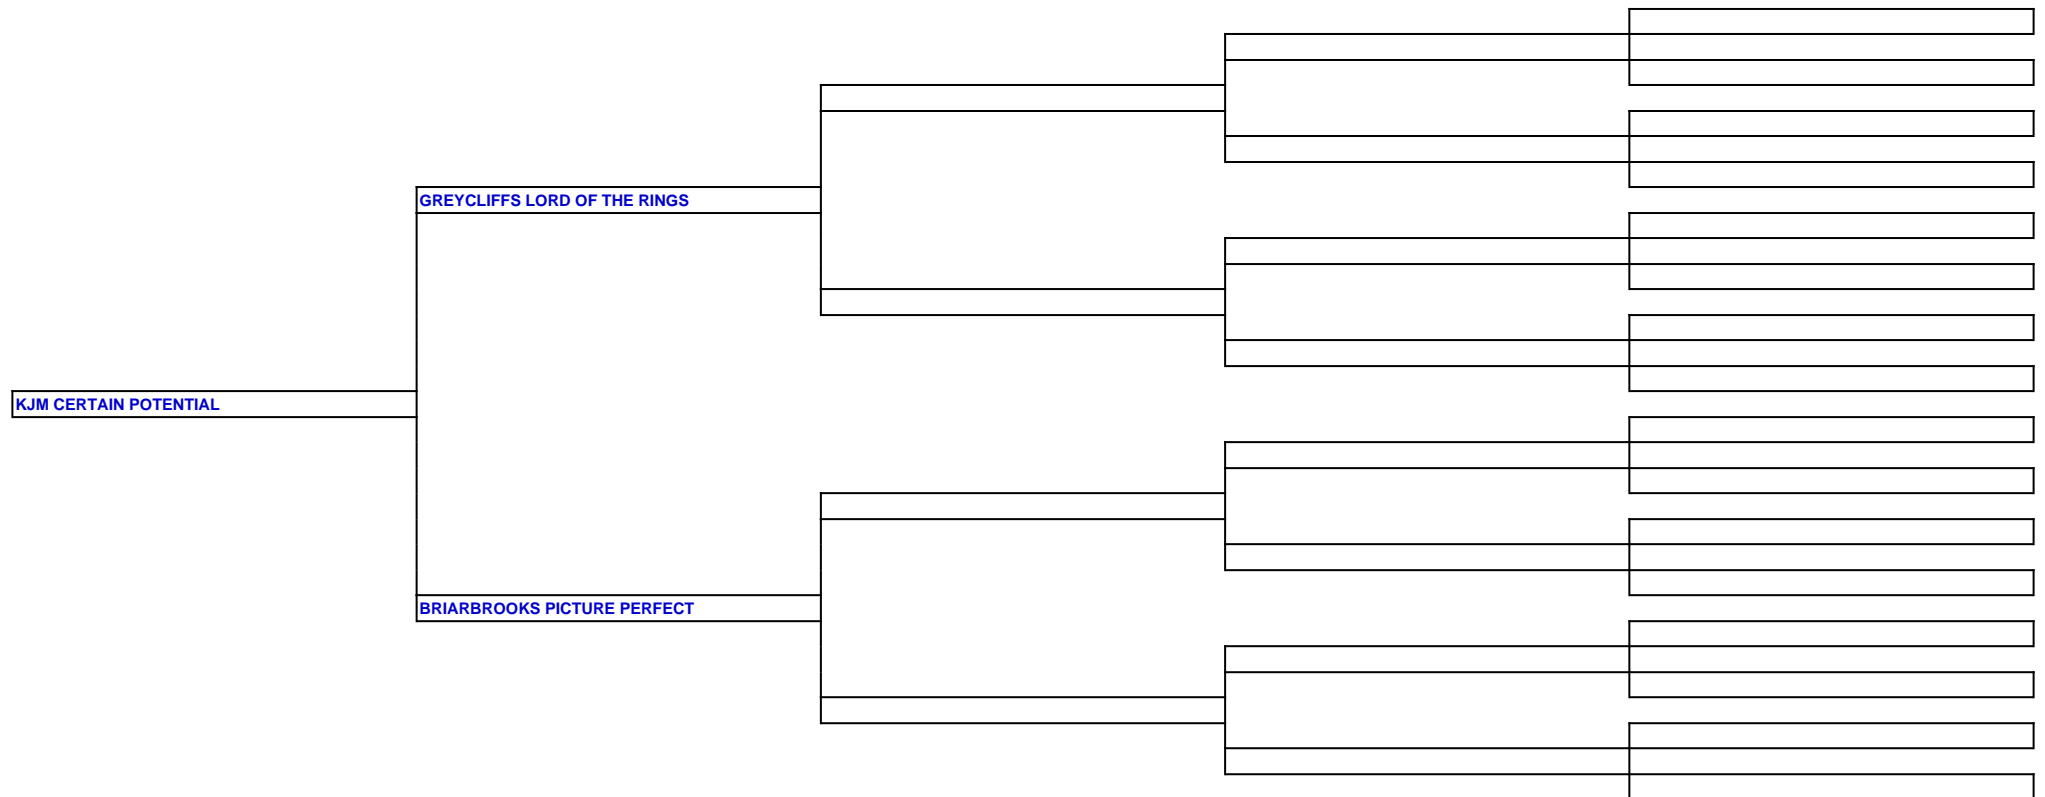 GREYCLIFFS LORD OF THE RINGS
KJM CERTAIN POTENTIAL
BRIARBROOKS PICTURE PERFECT